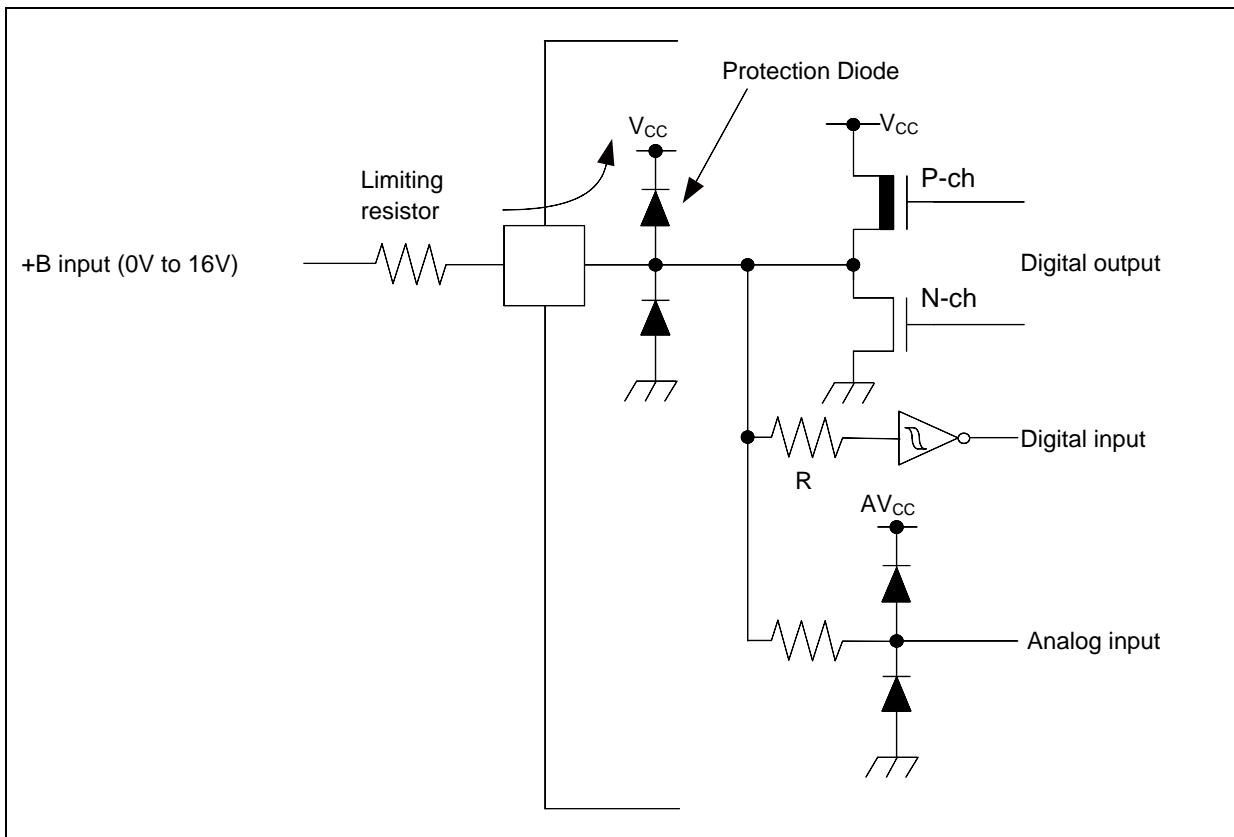 Protection Diode
VCC
VCC
Limiting
resistor
P-ch
+B input (0V to 16V)
Digital output
N-ch
Digital input
R
AVCC
Analog input